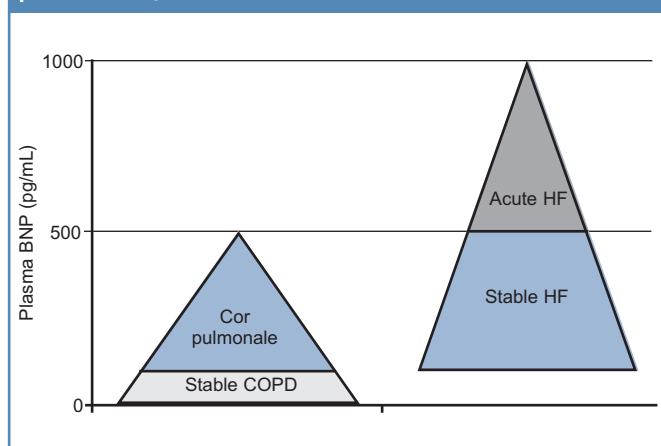 1000
Plasma BNP (pg/mL)
Acute HF
500
Stable HF
Cor
pulmonale
Stable COPD
0